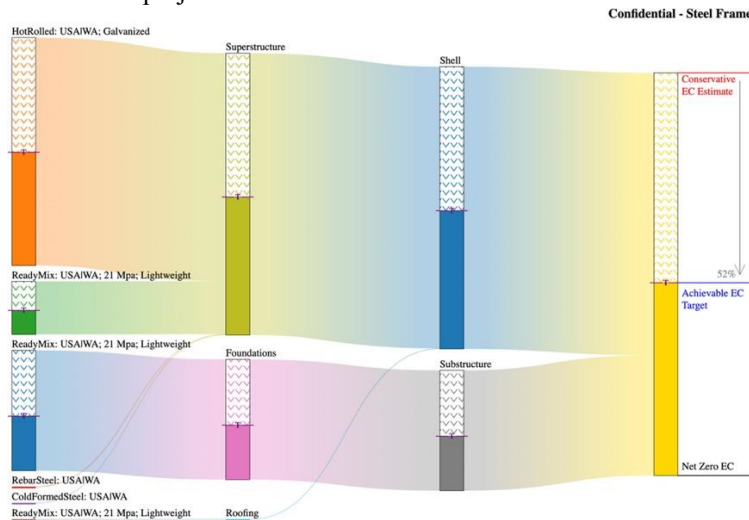 Confidential - Steel Frame
HotRolled: USA|WA; Galvanized
Superstructure
Shell
Conservative
EC Estimate
52%
ReadyMix: USA|WA; 21 Mpa; Lightweight
Achievable EC
Target
ReadyMix: USA|WA; 21 Mpa; Lightweight
Foundations
Substructure
Net Zero EC
RebarSteel: USA|WA
ColdFormedSteel: USA|WA
ReadyMix: USA|WA; 21 Mpa; Lightweight
Roofing